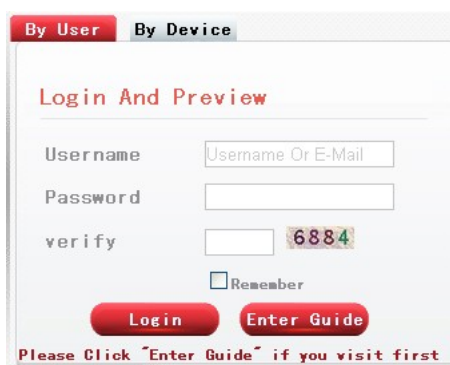 By User By Device
Login And Preview
Username Username Or E-Mail
Password
verify 6884
Remember
Login Enter Guide
Please Click ˝Enter Guide˝ if you visit first